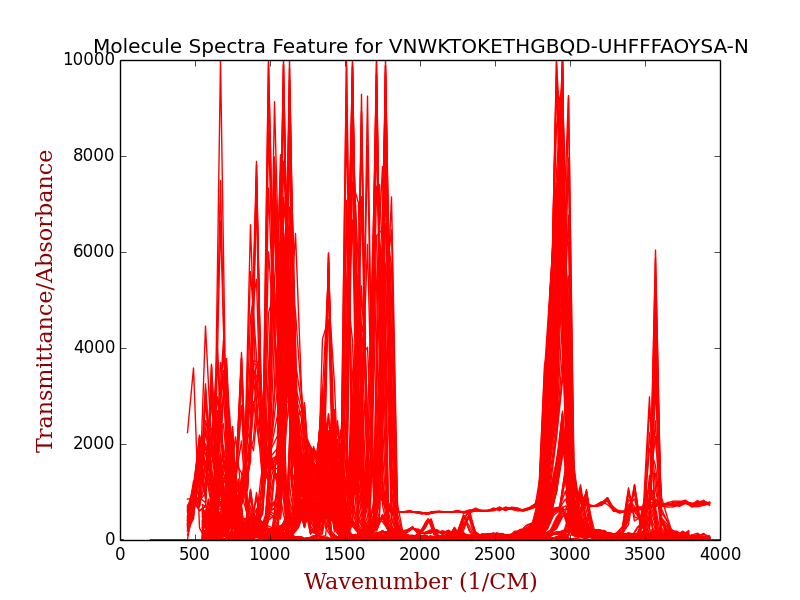 Molecule Spectra Feature for VNWKTOKETHGBQD-UHFFFAOYSA-N
10000
8000
6000
4000
2000
0
Transmittance/Absorbance
0 500 1000 1500 2000 2500 3000 3500 4000
Wavenumber (1/CM)